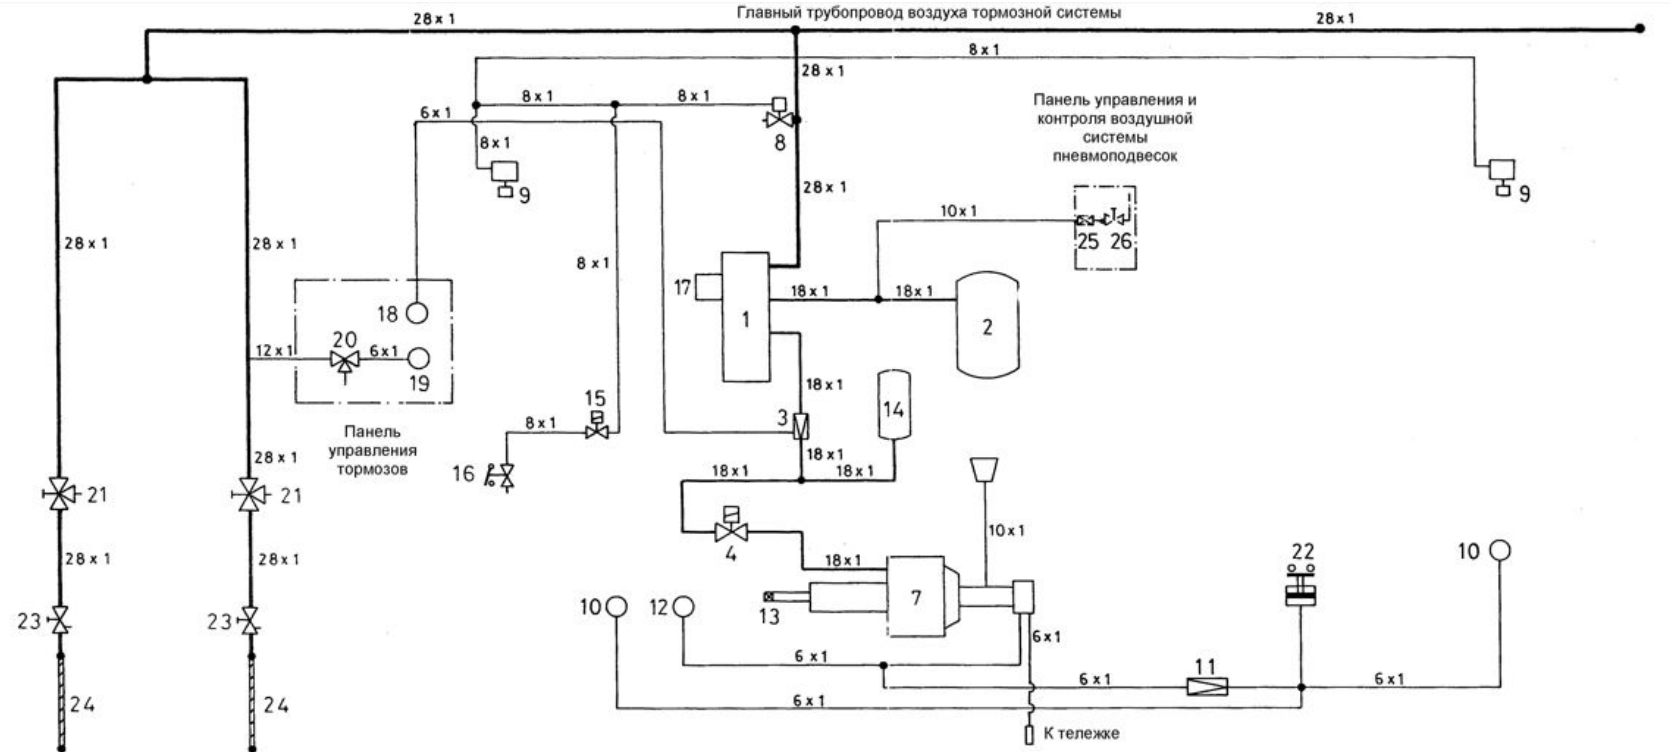 28 x 1
Главный трубопровод воздуха тормозной системы
28 x 1
8 x 1
28 x 1
8 x 1
8 x 1
6 x 1
8
8 x 1
9
Панель управления и
контроля воздушной
системы
пневмоподвесок
9
28 x 1
10 x 1
25 26
28 x 1
28 x 1
8 x 1
17
1
18 x 1
18 x 1
2
18
20
12 x 1
6 x 1
19
Панель
управления
тормозов
18 x 1
15
8 x 1
3
14
16
28 x 1
18 x 1
18 x 1
18 x 1
21
21
4
10 x 1
28 x 1
28 x 1
18 x 1
22
10
10
12
13
7
23
23
6 x 1
6 x 1
11
6 x 1
6 x 1
6 x 1
24
24
К тележке